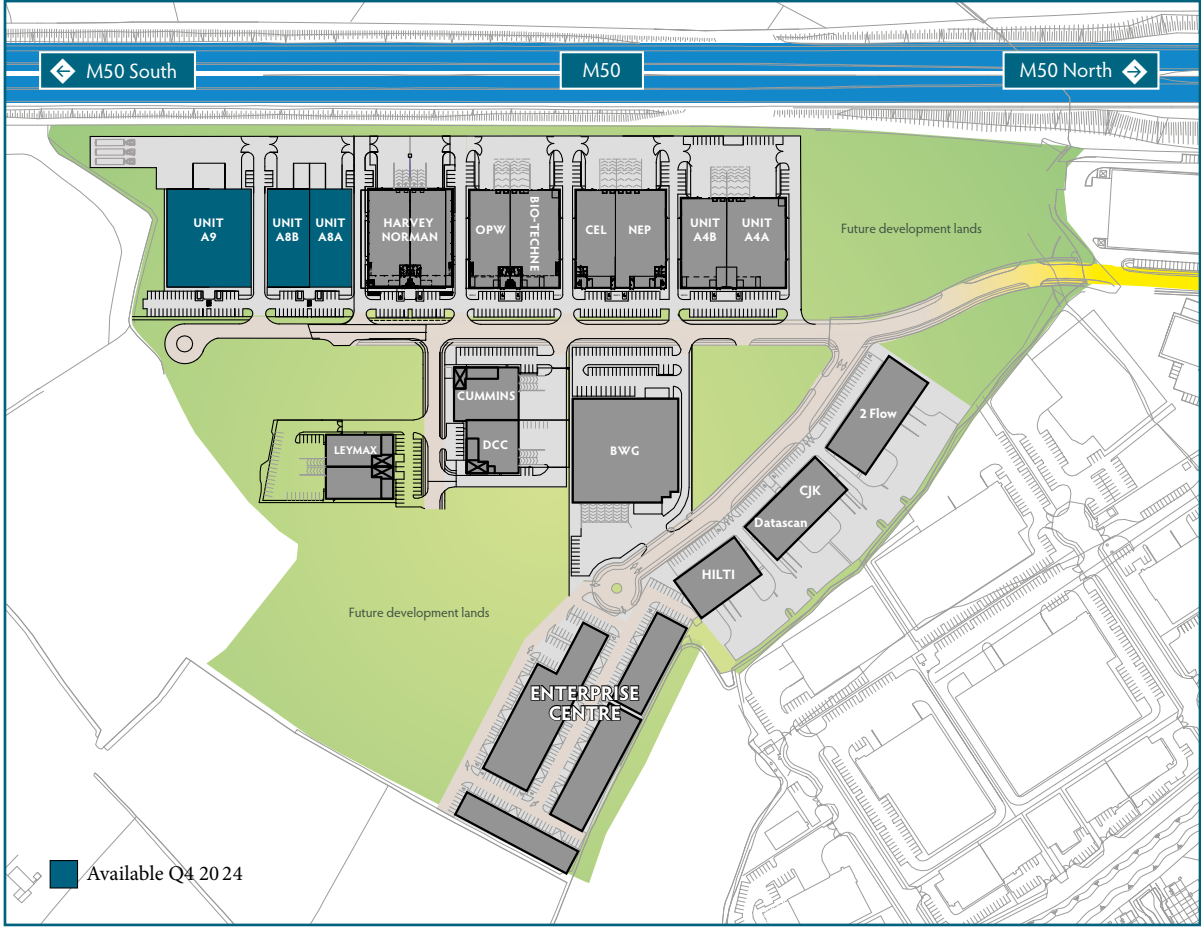 M50 South
M50
M50 North
UNIT
A9
UNIT
A8B
UNIT
A8A
HARVEY
NORMAN
OPW
BIO-TECHNE
CEL
NEP
UNIT
A4B
UNIT
A4A
Future development lands
CUMMINS
DCC
LEYMAX
BWG
2 Flow
CJK
Datascan
HILTI
Future development lands
ENTERPRISE
CENTRE
Available Q4 2024